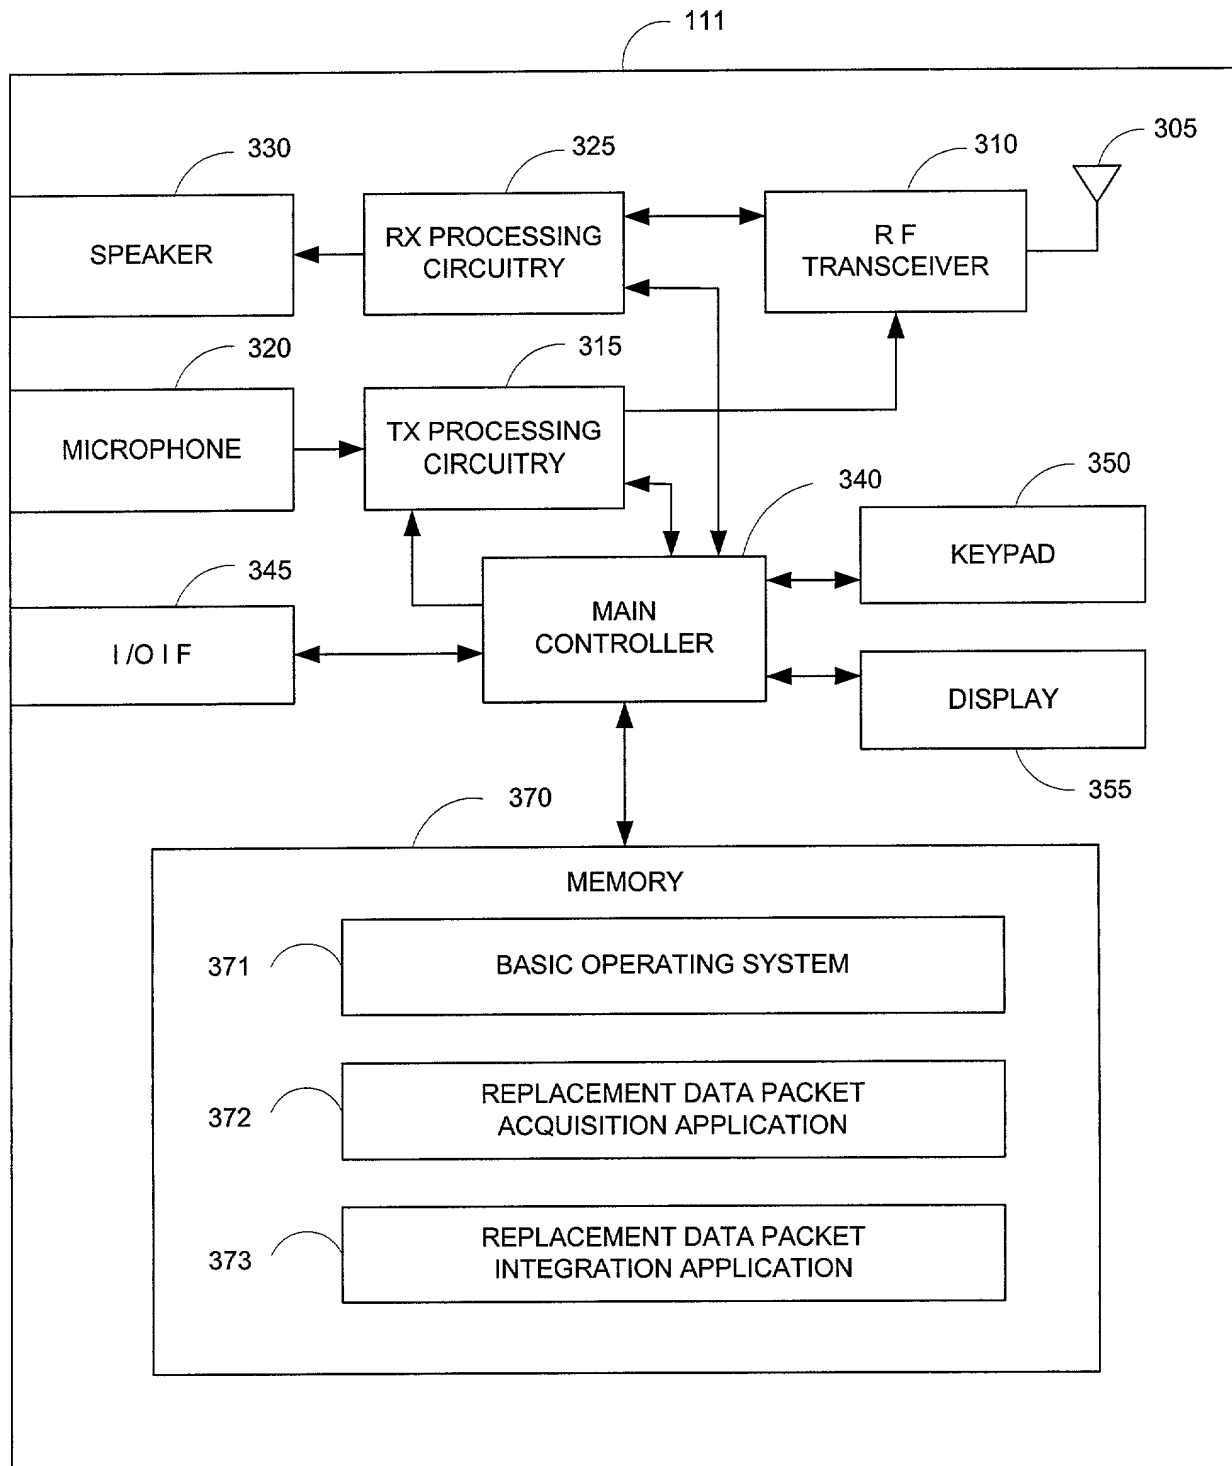 111
330
325
310
305
SPEAKER
RX PROCESSING
CIRCUITRY
R F
TRANSCEIVER
320
315
MICROPHONE
TX PROCESSING
CIRCUITRY
340
350
KEYPAD
345
I /O I F
MAIN
CONTROLLER
DISPLAY
355
370
MEMORY
371
BASIC OPERATING SYSTEM
372
REPLACEMENT DATA PACKET
ACQUISITION APPLICATION
373
REPLACEMENT DATA PACKET
INTEGRATION APPLICATION